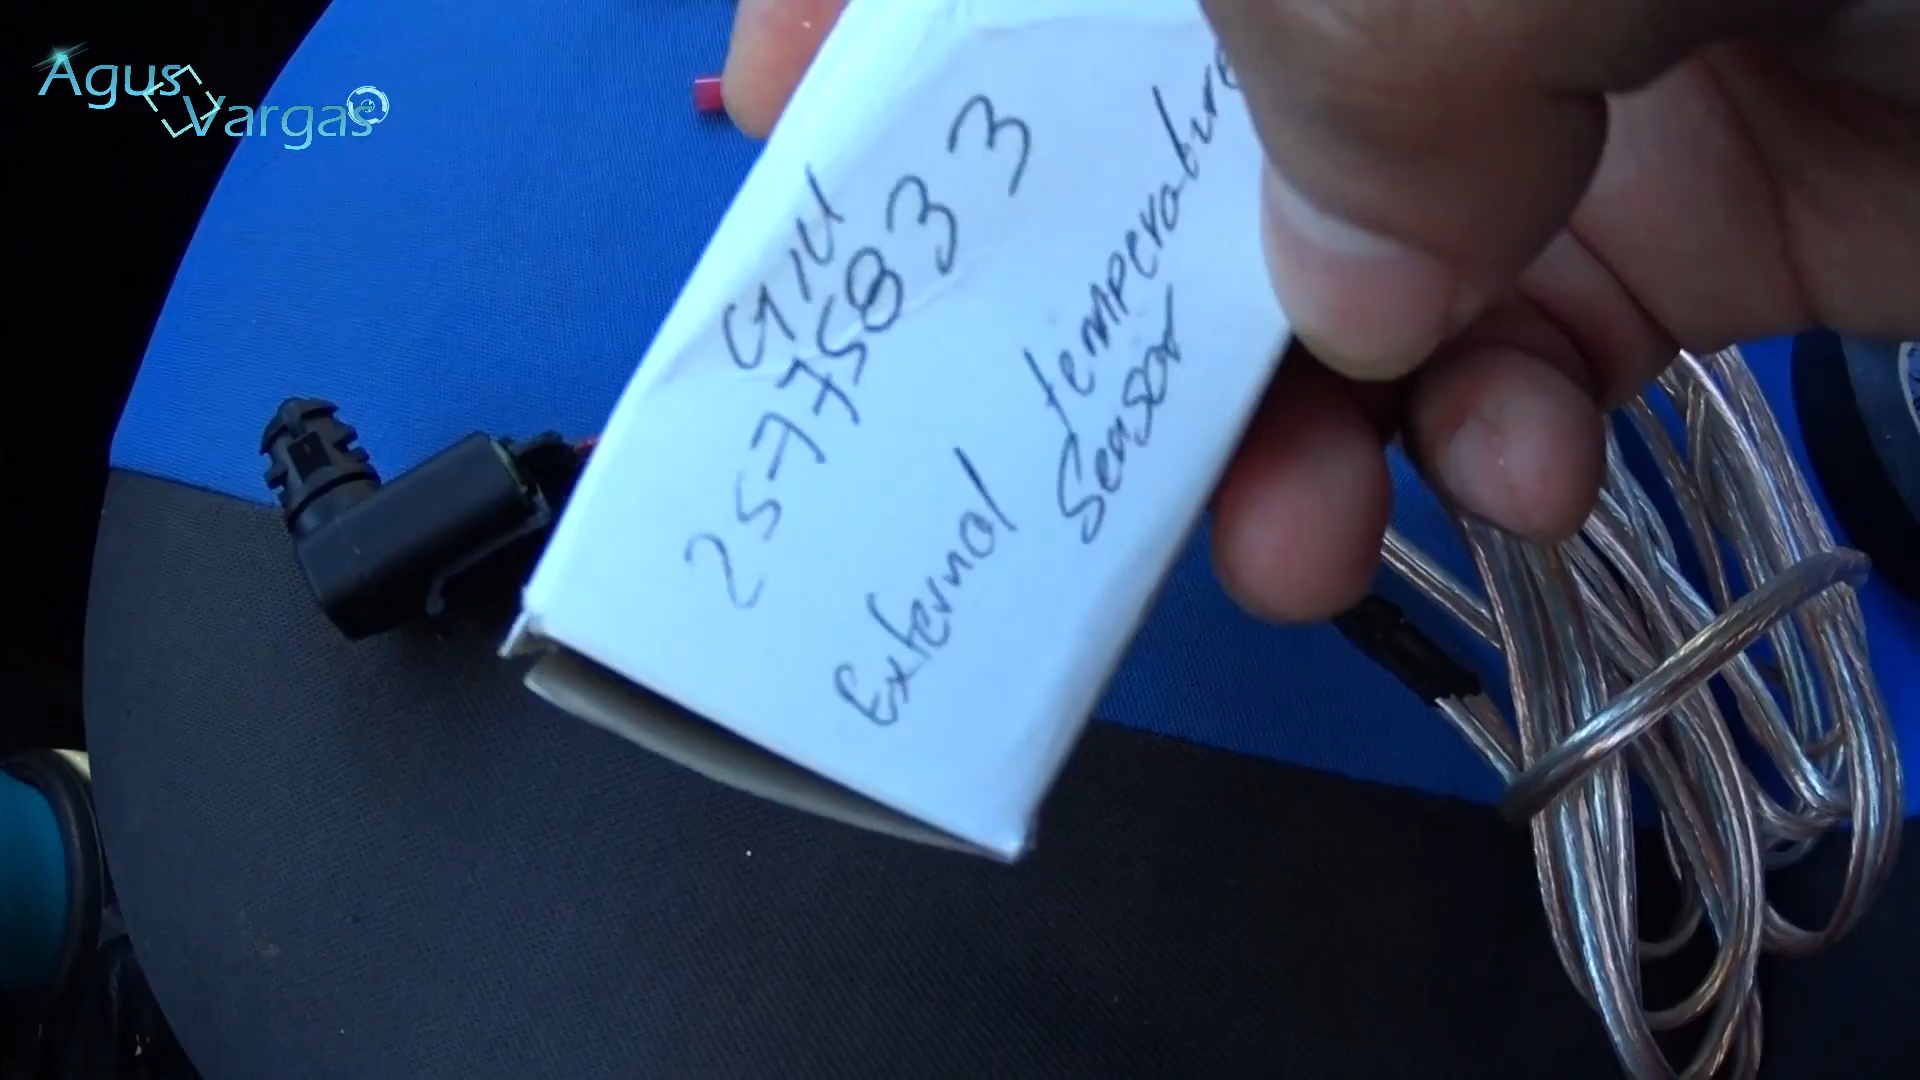 Agus
Vargas
GM
25775833
External temperature
Sensor